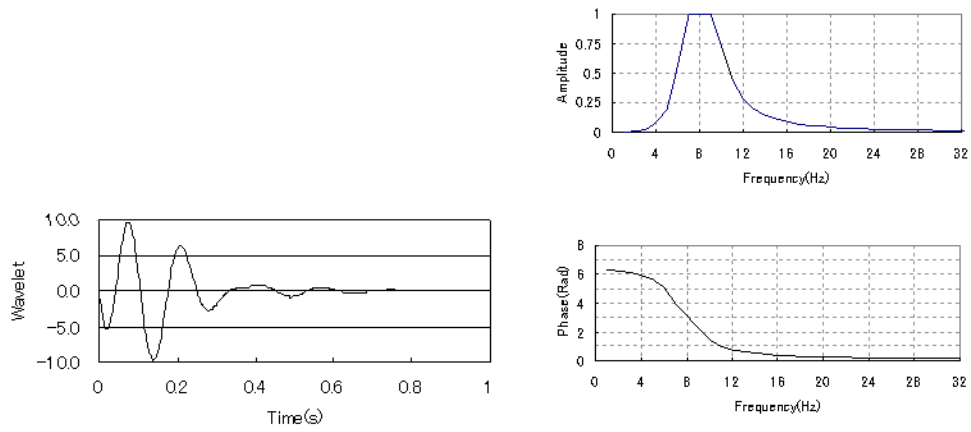 1
0.75
0.5
0.25
0
Amplitude
0 4 8 12 16 20 24 28 32
Frequency(Hz)
10.0
5.0
0.0
-5.0
-10.0
Wavelet
0 0.2 0.4 0.6 0.8 1
Time(s)
8
6
4
2
0
Phase(Rad)
0 4 8 12 16 20 24 28 32
Frequency(Hz)